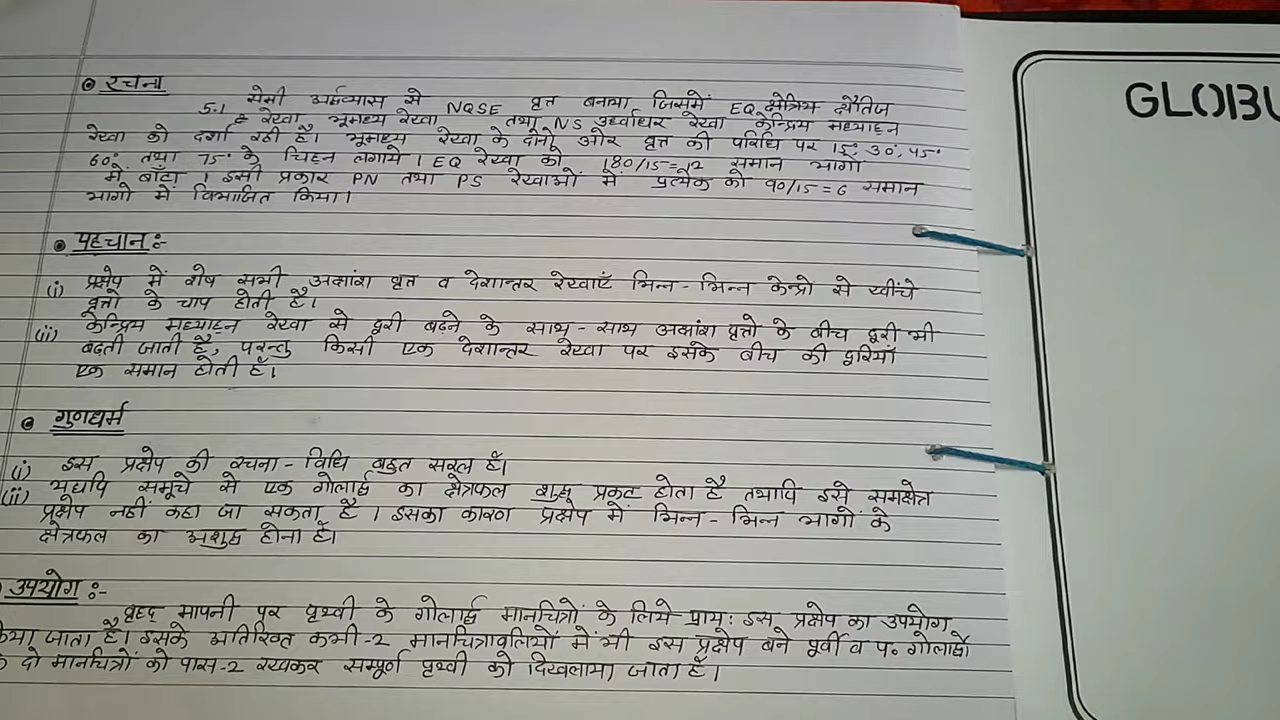 रचना
5.1 सेमी अर्द्धव्यास से NQSE वृत्त बनाया जिसमें EQ क्षैत्रिय क्षैतिज
रेखा भूमध्य रेखा तथा NS उर्ध्वाधर रेखा केन्द्रिय मध्याह्न
रेखा को दर्शा रही है। भूमध्य रेखा के दोनो ओर वृत्त की परिधि पर 15°, 30°, 45°
60° तथा 75° के चिह्न लगाये। EQ रेखा को 180/15=12 समान भागो
में बाँटा। इसी प्रकार PN तथा PS रेखाओं में प्रत्येक को 90/15=6 समान
भागो में विभाजित किया।
पहचान :-
(i) प्रक्षेप में शेष सभी अक्षांश वृत्त व देशान्तर रेखाएँ भिन्न-भिन्न केन्द्रो से खींचे
वृत्तो के चाप होती हैं।
(ii) केन्द्रिय मध्याह्न रेखा से दूरी बढ़ने के साथ-साथ अक्षांश वृत्तो के बीच दूरी भी
बढ़ती जाती है, परन्तु किसी एक देशान्तर रेखा पर इसके बीच की दूरियाँ
एक समान होती हैं।
गुणधर्म
(i) इस प्रक्षेप की रचना-विधि बहुत सरल हैं।
(ii) यद्यपि समूचे से एक गोलार्द्ध का क्षेत्रफल शुद्ध प्रकट होता है तथापि इसे समक्षेत्र
प्रक्षेप नहीं कहा जा सकता है। इसका कारण प्रक्षेप में भिन्न-भिन्न भागों के
क्षेत्रफल का अशुद्ध होना हैं।
उपयोग :-
वृहद् मापनी पर पृथ्वी के गोलार्द्ध मानचित्रों के लिये प्राय: इस प्रक्षेप का उपयोग
किया जाता हैं। इसके अतिरिक्त कभी-2 मानचित्रावलियों में भी इस प्रक्षेप बने पूर्वी व प० गोलार्द्धो
के दो मानचित्रों को पास-2 रखकर सम्पूर्ण पृथ्वी को दिखलाया जाता हैं।